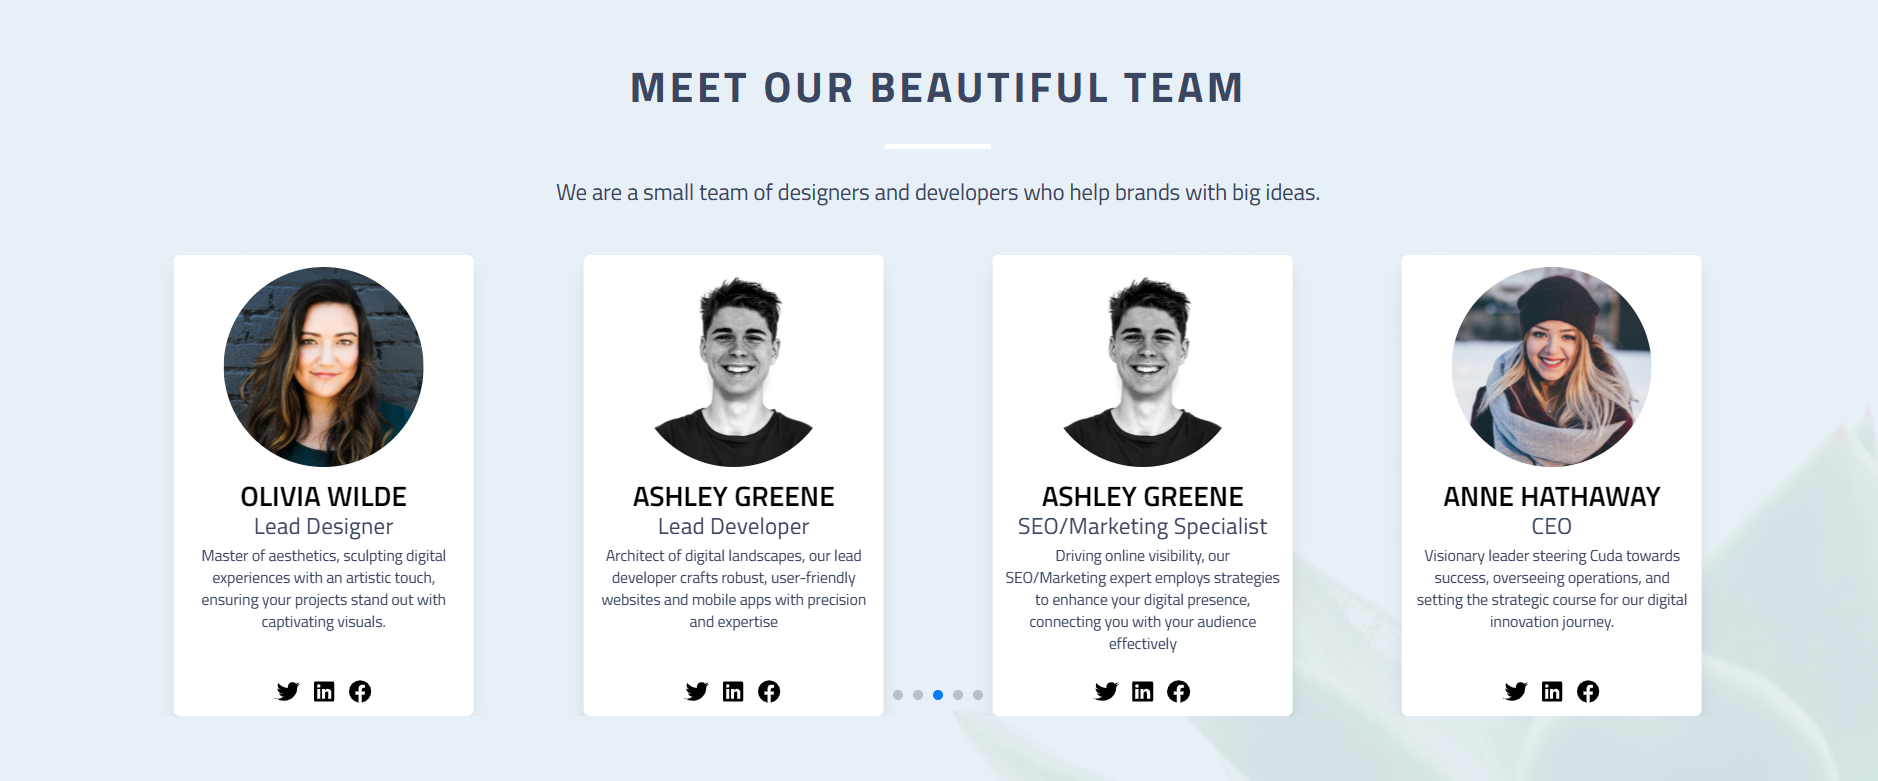 MEET OUR BEAUTIFUL TEAM
We are a small team of designers and developers who help brands with big ideas.
OLIVIA WILDE
Lead Designer
Master of aesthetics, sculpting digital
experiences with an artistic touch,
ensuring your projects stand out with
captivating visuals.
ASHLEY GREENE
Lead Developer
Architect of digital landscapes, our lead
developer crafts robust, user-friendly
websites and mobile apps with precision
and expertise
ASHLEY GREENE
SEO/Marketing Specialist
Driving online visibility, our
SEO/Marketing expert employs strategies
to enhance your digital presence,
connecting you with your audience
effectively
ANNE HATHAWAY
CEO
Visionary leader steering Cuda towards
success, overseeing operations, and
setting the strategic course for our digital
innovation journey.